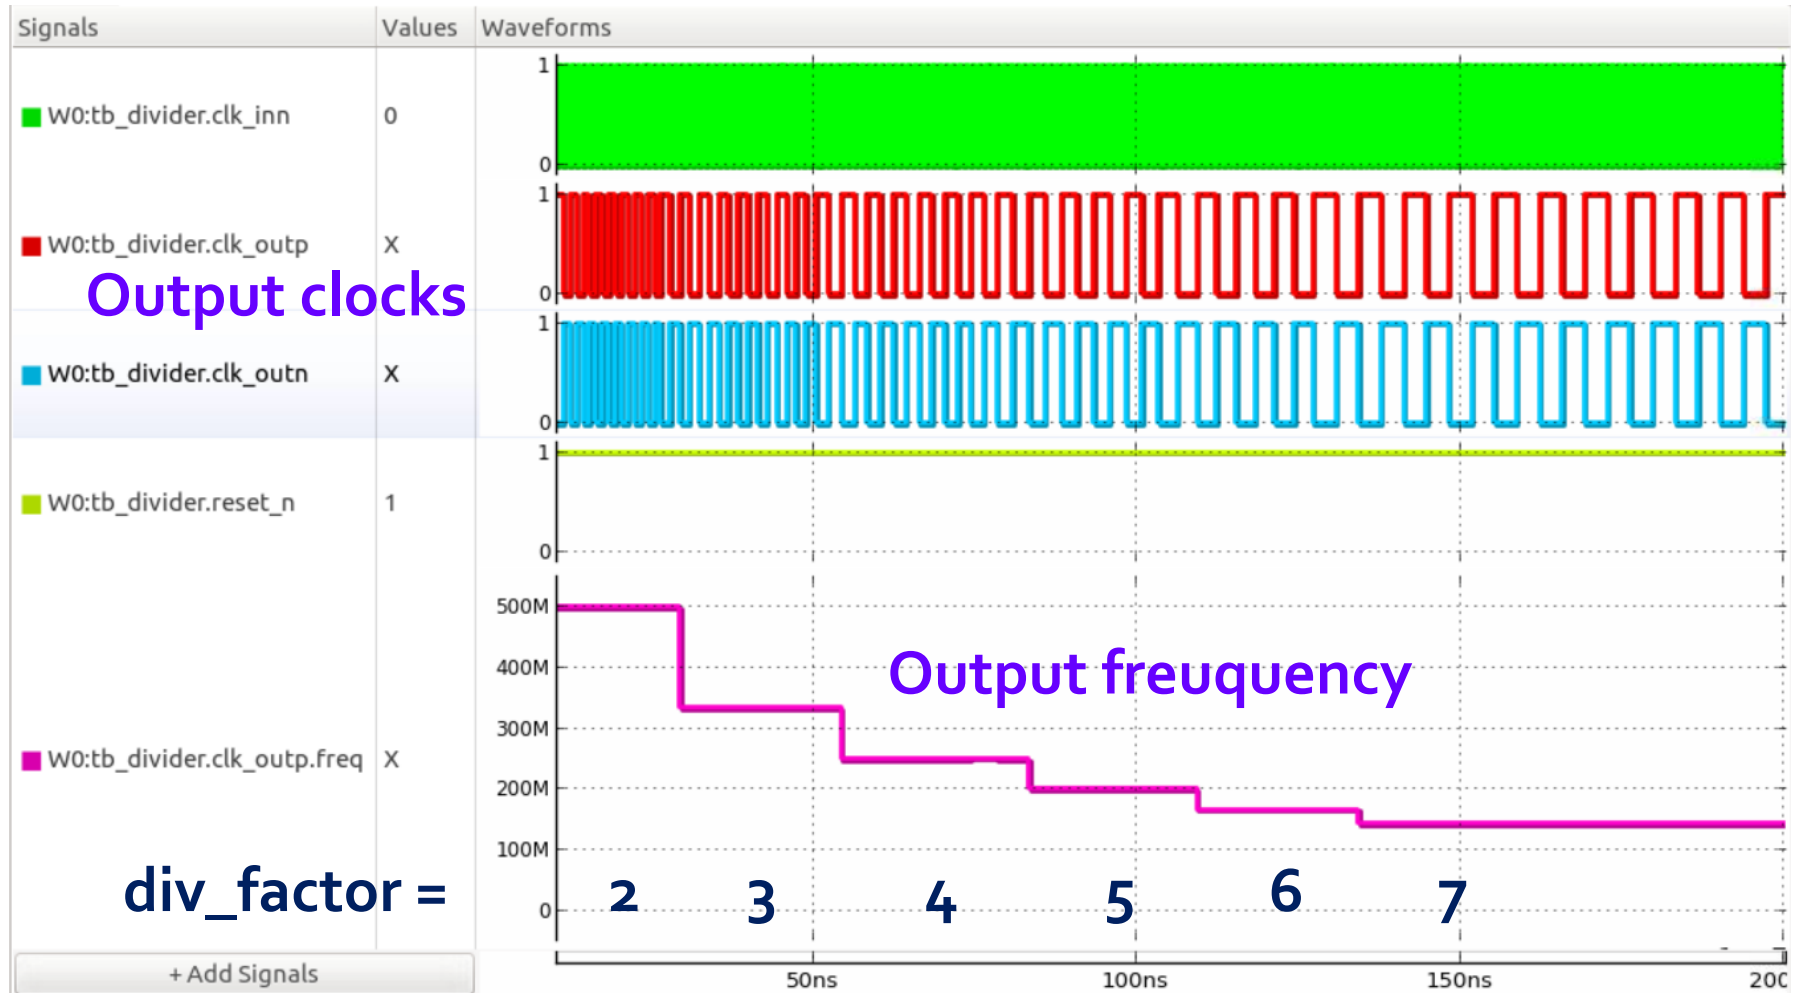 Signals Values Waveforms
1
W0:tb_divider.clk_inn 0
0
1
W0:tb_divider.clk_outp X
Output clocks
0
1
W0:tb_divider.clk_outn X
0
1
W0:tb_divider.reset_n 1
0
500M
400M
Output freuquency
300M
W0:tb_divider.clk_outp.freq X
200M
100M
div_factor = 2 3 4 5 6 7
0
+ Add Signals
50ns 100ns 150ns 200